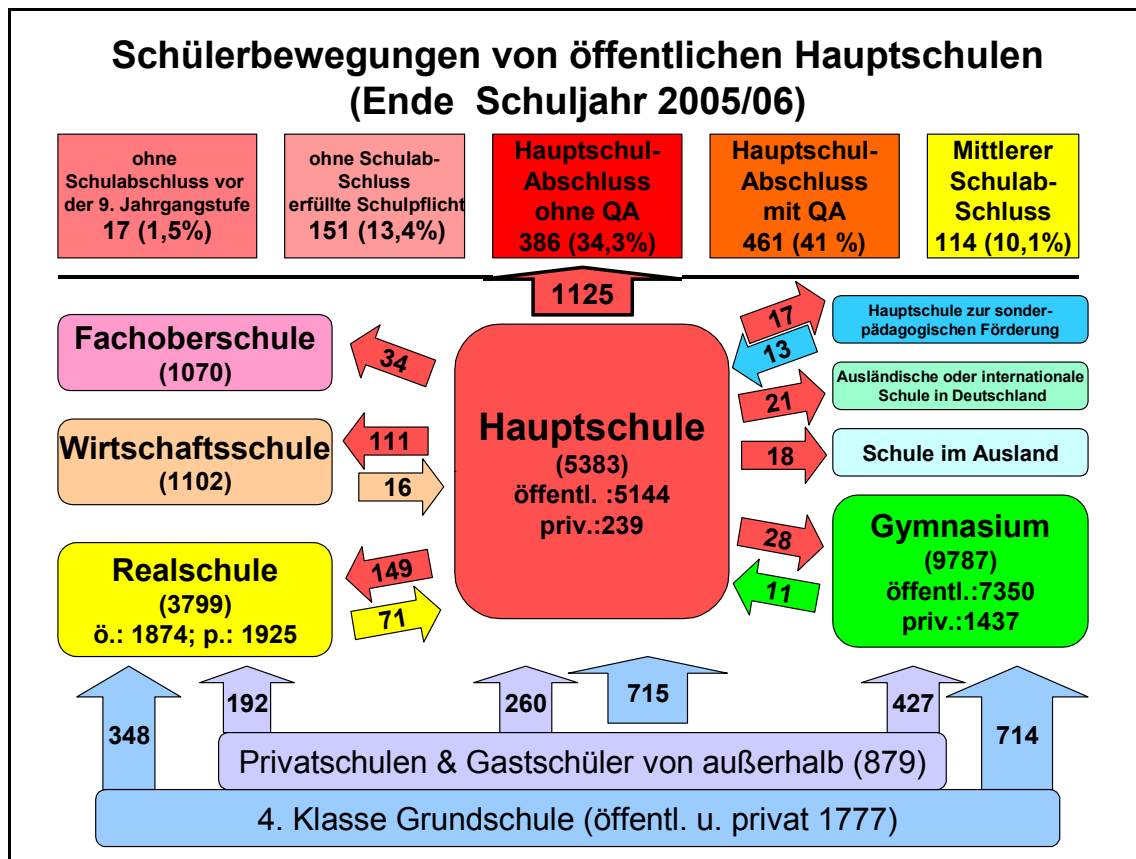 Schülerbewegungen von öffentlichen Hauptschulen
(Ende Schuljahr 2005/06)
ohne
Schulabschluss vor
der 9. Jahrgangstufe
17 (1,5%)
ohne Schulab-
Schluss
erfüllte Schulpflicht
151 (13,4%)
Hauptschul-
Abschluss
ohne QA
386 (34,3%)
Hauptschul-
Abschluss
mit QA
461 (41 %)
Mittlerer
Schulab-
Schluss
114 (10,1%)
1125
Fachoberschule
(1070)
34
Wirtschaftsschule
(1102)
111
16
Realschule
(3799)
ö.: 1874; p.: 1925
149
71
Hauptschule
(5383)
öffentl. :5144
priv.:239
17
13
Hauptschule zur sonder-
pädagogischen Förderung
21
Ausländische oder internationale
Schule in Deutschland
18
Schule im Ausland
28
11
Gymnasium
(9787)
öffentl.:7350
priv.:1437
348
192
260
715
427
714
Privatschulen & Gastschüler von außerhalb (879)
4. Klasse Grundschule (öffentl. u. privat 1777)